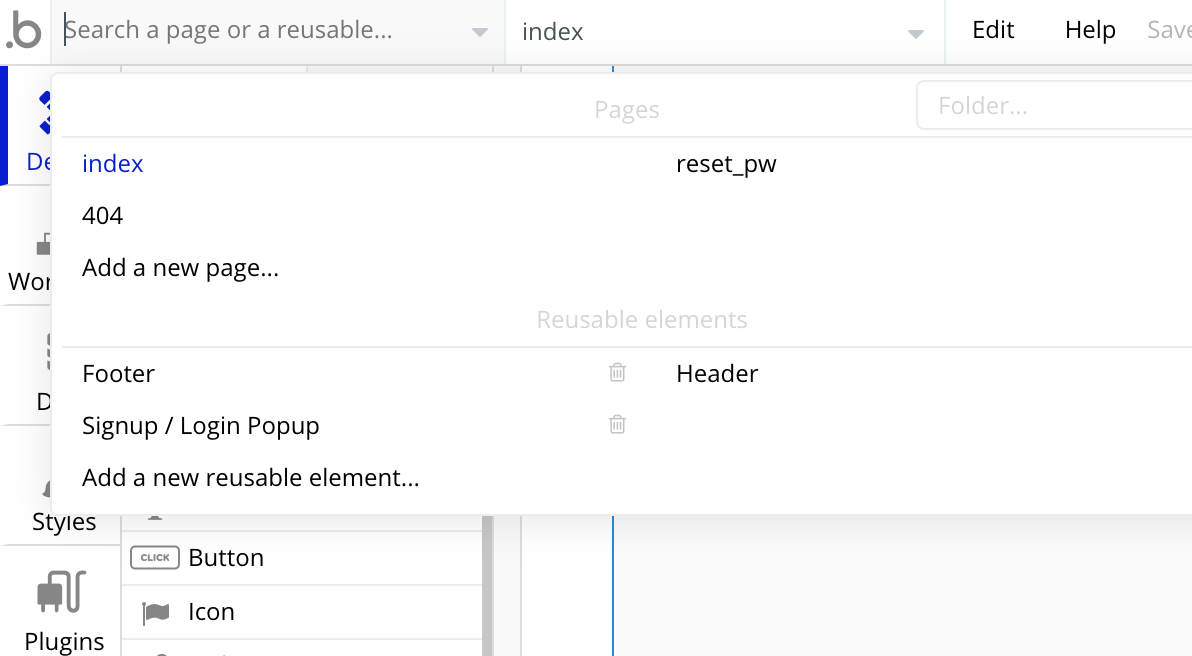 .b Search a page or a reusable... index Edit Help Save
Pages Folder...
De
index reset_pw
404
Add a new page...
Wor
Reusable elements
Footer Header
D
Signup / Login Popup
Add a new reusable element...
Styles
CLICK Button
Icon
Plugins